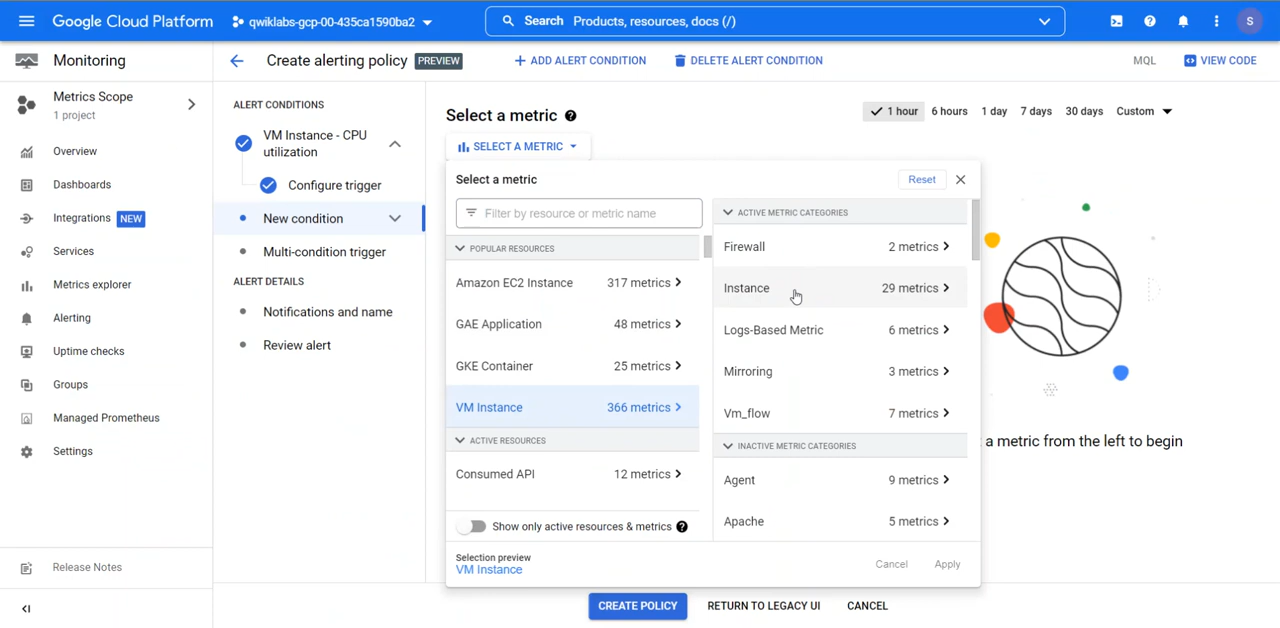 Google Cloud Platform
qwiklabs-gcp-00-435ca1590ba2
Search Products, resources, docs (/)
S
Monitoring
Create alerting policy PREVIEW
ADD ALERT CONDITION
DELETE ALERT CONDITION
MQL
VIEW CODE
Metrics Scope
1 project
Overview
Dashboards
Integrations NEW
Services
Metrics explorer
Alerting
Uptime checks
Groups
Managed Prometheus
Settings
Release Notes
ALERT CONDITIONS
VM Instance - CPU
utilization
Configure trigger
New condition
Multi-condition trigger
ALERT DETAILS
Notifications and name
Review alert
Select a metric
1 hour 6 hours 1 day 7 days 30 days Custom
SELECT A METRIC
Select a metric
Reset
Filter by resource or metric name
POPULAR RESOURCES
Amazon EC2 Instance 317 metrics
GAE Application 48 metrics
GKE Container 25 metrics
VM Instance 366 metrics
ACTIVE RESOURCES
Consumed API 12 metrics
Show only active resources & metrics
ACTIVE METRIC CATEGORIES
Firewall 2 metrics
Instance 29 metrics
Logs-Based Metric 6 metrics
Mirroring 3 metrics
Vm_flow 7 metrics
INACTIVE METRIC CATEGORIES
Agent 9 metrics
Apache 5 metrics
Selection preview
VM Instance
Cancel Apply
a metric from the left to begin
CREATE POLICY RETURN TO LEGACY UI CANCEL